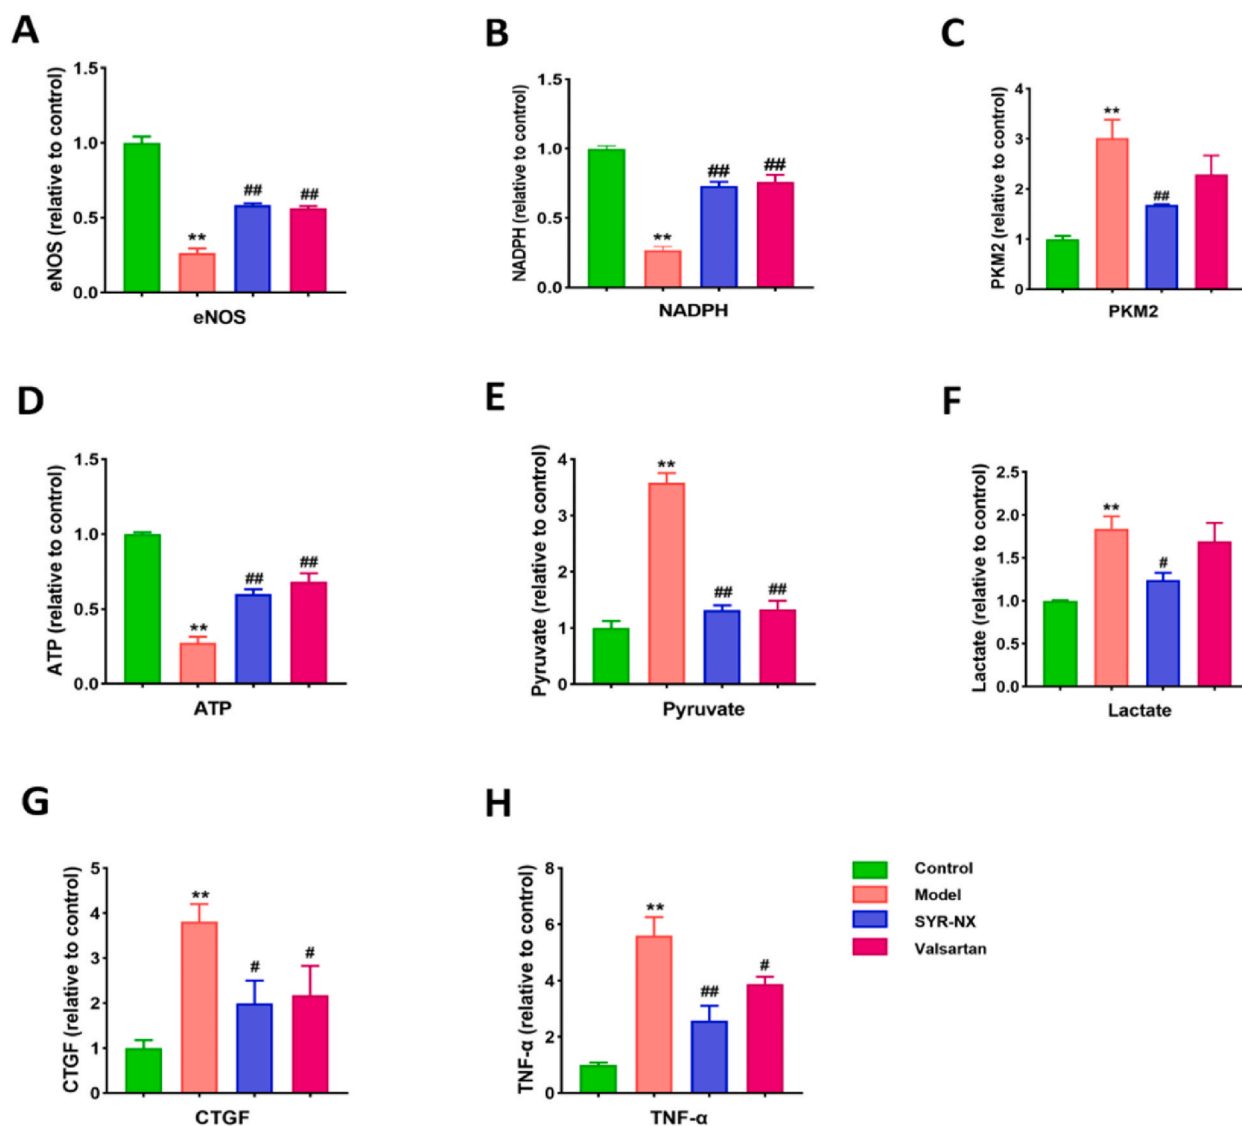 A
eNOS (relative to control)
1.5
1.0
0.5
0.0
**
##
##
eNOS
B
NADPH (relative to control)
1.5
1.0
0.5
0.0
**
##
##
NADPH
C
PKM2 (relative to control)
4
3
2
1
0
**
##
PKM2
D
ATP (relative to control)
1.5
1.0
0.5
0.0
**
##
##
ATP
E
Pyruvate (relative to control)
4
3
2
1
0
**
##
##
Pyruvate
F
Lactate (relative to control)
2.5
2.0
1.5
1.0
0.5
0.0
**
#
Lactate
G
CTGF (relative to control)
5
4
3
2
1
0
**
#
#
CTGF
H
TNF-α (relative to control)
8
6
4
2
0
**
##
#
TNF-α
Control
Model
SYR-NX
Valsartan